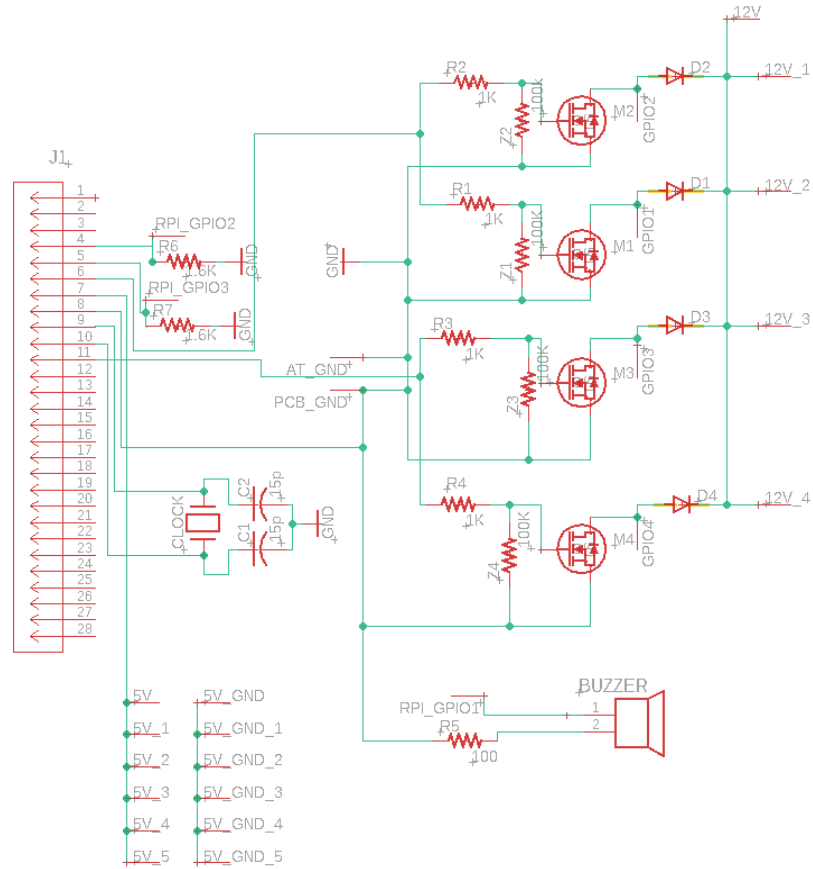 12V
R2
1K
100K
Z2
M2
GPIO2
D2
12V_1
J1
R1
1K
100K
Z1
M1
GPIO1
D1
12V_2
1
2
3
4
5
6
7
8
9
10
11
12
13
14
15
16
17
18
19
20
21
22
23
24
25
26
27
28
RPI_GPIO2
R6
1.6K
GND
RPI_GPIO3
R7
1.6K
GND
GND
R3
1K
100K
Z3
M3
GPIO3
D3
12V_3
AT_GND
PCB_GND
R4
1K
100K
Z4
M4
GPIO4
D4
12V_4
CLOCK
C2
15p
C1
15p
GND
BUZZER
RPI_GPIO1
1
2
R5
100
5V
5V_GND
5V_1
5V_GND_1
5V_2
5V_GND_2
5V_3
5V_GND_3
5V_4
5V_GND_4
5V_5
5V_GND_5